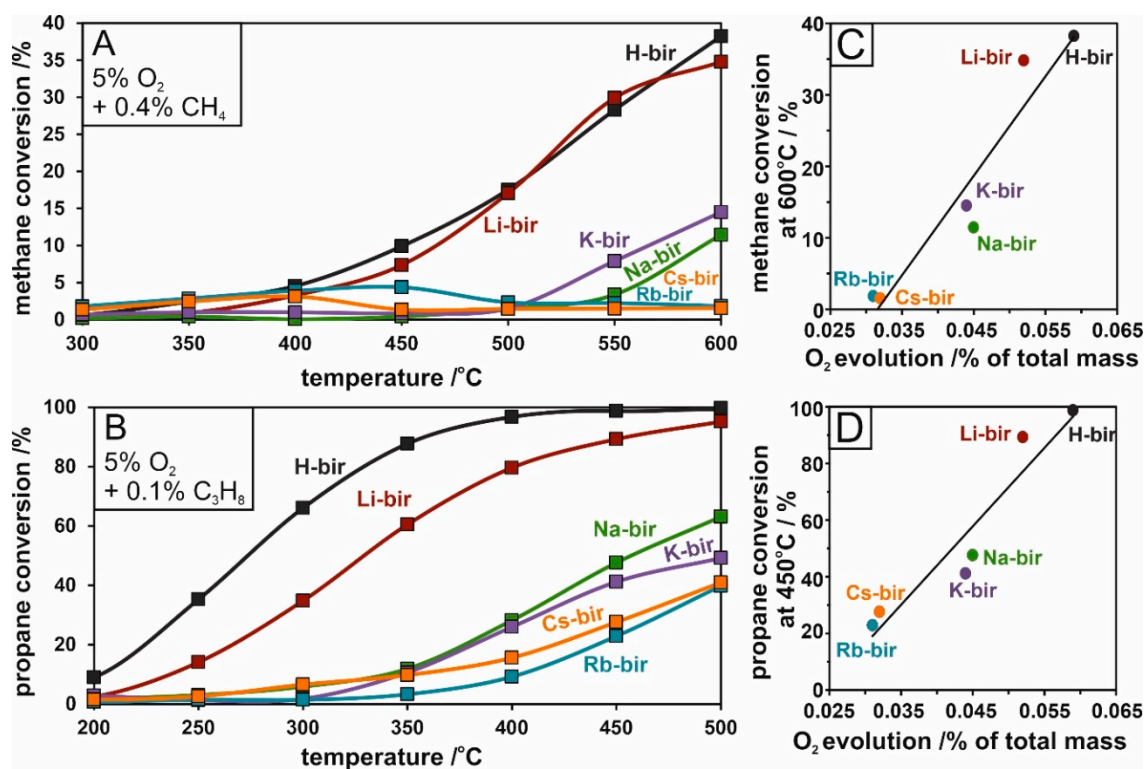 A
5% O₂
+ 0.4% CH₄
methane conversion /%
40
35
30
25
20
15
10
5
0
H-bir
Li-bir
K-bir
Na-bir
Cs-bir
Rb-bir
300 350 400 450 500 550 600
temperature /°C
C
methane conversion
at 600°C / %
40
30
20
10
0
Li-bir
H-bir
K-bir
Na-bir
Rb-bir
Cs-bir
0.025 0.035 0.045 0.055 0.065
O₂ evolution /% of total mass
B
5% O₂
+ 0.1% C₃H₈
propane conversion /%
100
80
60
40
20
0
H-bir
Li-bir
Na-bir
K-bir
Cs-bir
Rb-bir
200 250 300 350 400 450 500
temperature /°C
D
propane conversion
at 450°C / %
100
80
60
40
20
0
Li-bir
H-bir
Na-bir
K-bir
Cs-bir
Rb-bir
0.025 0.035 0.045 0.055 0.065
O₂ evolution /% of total mass